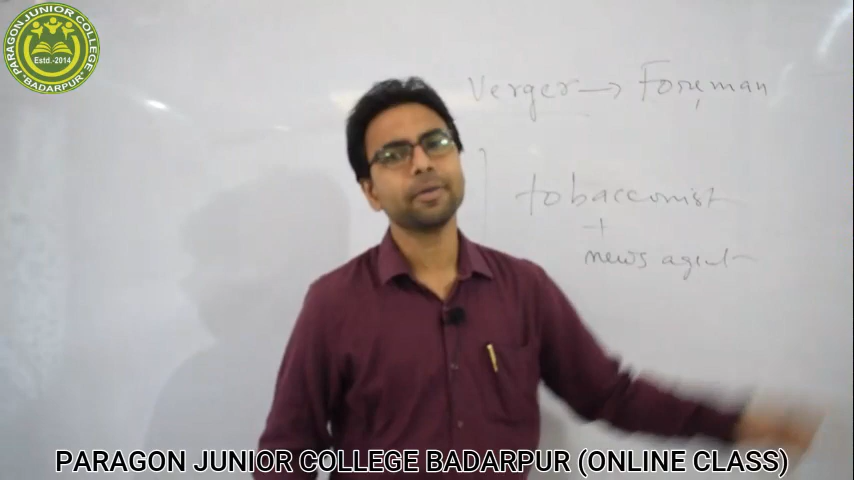 PARAGON JUNIOR COLLEGE
Estd.-2014
"BADARPUR"
Verger → Foreman
tobacconist
+
news agent
PARAGON JUNIOR COLLEGE BADARPUR (ONLINE CLASS)